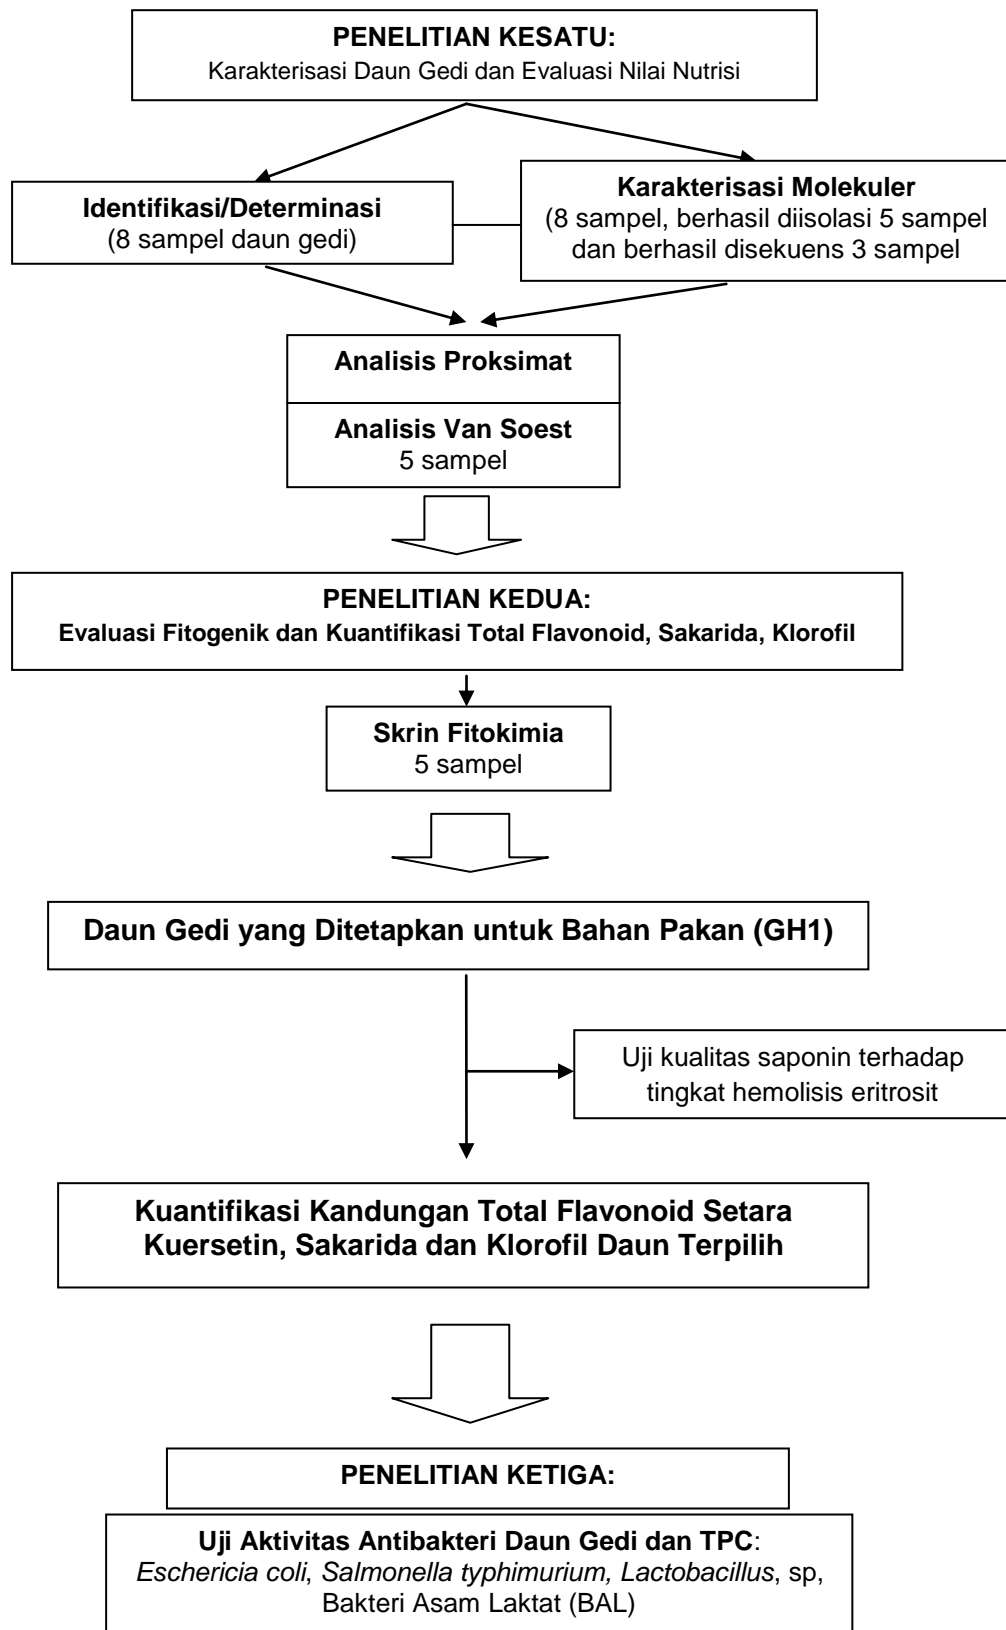 PENELITIAN KESATU:
Karakterisasi Daun Gedi dan Evaluasi Nilai Nutrisi
Identifikasi/Determinasi
(8 sampel daun gedi)
Karakterisasi Molekuler
(8 sampel, berhasil diisolasi 5 sampel
dan berhasil disekuens 3 sampel
Analisis Proksimat
Analisis Van Soest
5 sampel
PENELITIAN KEDUA:
Evaluasi Fitogenik dan Kuantifikasi Total Flavonoid, Sakarida, Klorofil
Skrin Fitokimia
5 sampel
Daun Gedi yang Ditetapkan untuk Bahan Pakan (GH1)
Uji kualitas saponin terhadap
tingkat hemolisis eritrosit
Kuantifikasi Kandungan Total Flavonoid Setara
Kuersetin, Sakarida dan Klorofil Daun Terpilih
PENELITIAN KETIGA:
Uji Aktivitas Antibakteri Daun Gedi dan TPC:
Eschericia coli, Salmonella typhimurium, Lactobacillus, sp,
Bakteri Asam Laktat (BAL)